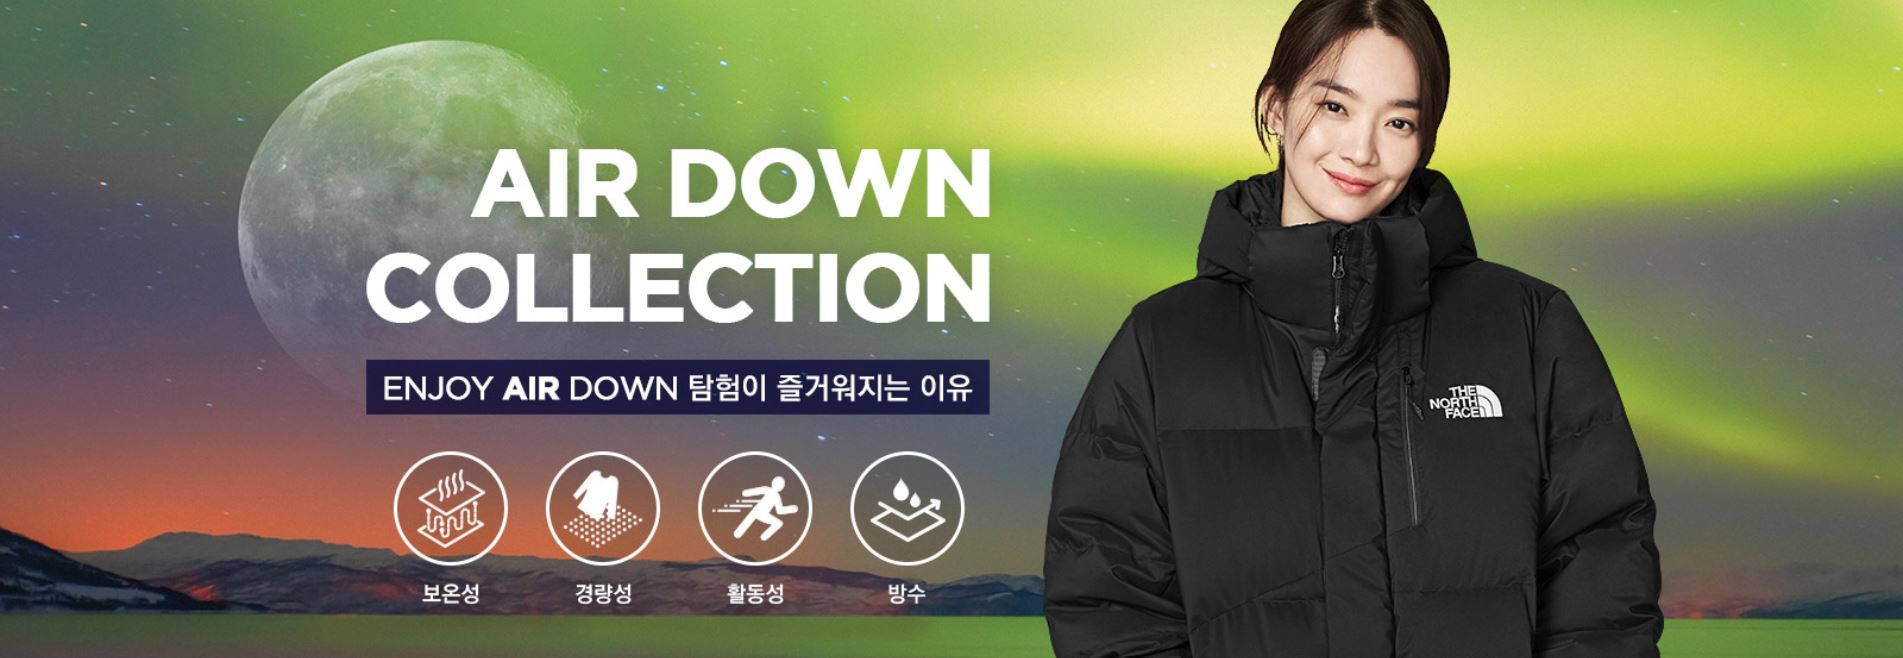 AIR DOWN
COLLECTION
ENJOY AIR DOWN 탐험이 즐거워지는 이유
보온성
경량성
활동성
방수
THE
NORTH
FACE